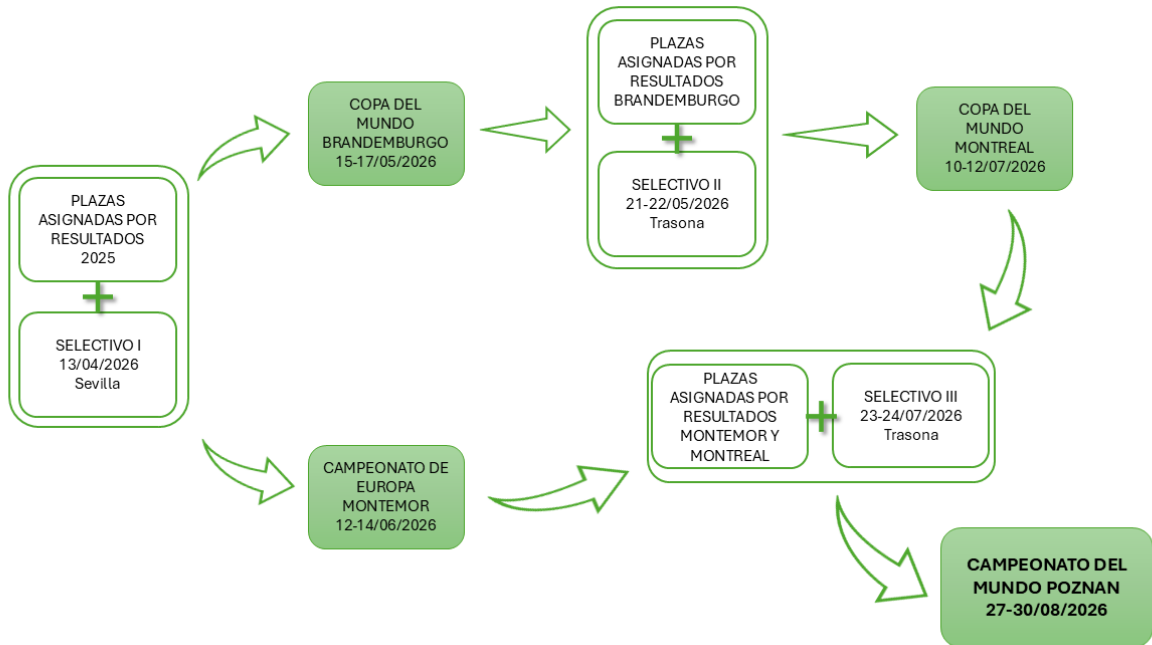 PLAZAS
ASIGNADAS POR
RESULTADOS
2025
SELECTIVO I
13/04/2026
Sevilla
COPA DEL
MUNDO
BRANDEMBURGO
15-17/05/2026
PLAZAS
ASIGNADAS POR
RESULTADOS
BRANDEMBURGO
SELECTIVO II
21-22/05/2026
Trasona
COPA DEL
MUNDO
MONTREAL
10-12/07/2026
CAMPEONATO DE
EUROPA
MONTEMOR
12-14/06/2026
PLAZAS
ASIGNADAS POR
RESULTADOS
MONTEMOR Y
MONTREAL
SELECTIVO III
23-24/07/2026
Trasona
CAMPEONATO DEL
MUNDO POZNAN
27-30/08/2026